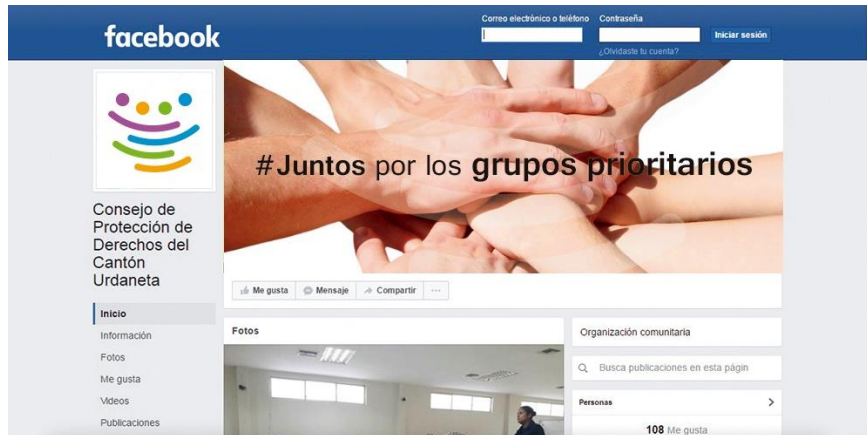 facebook
Correo electrónico o teléfono
Contraseña
Iniciar sesión
¿Olvidaste tu cuenta?
#Juntos por los grupos prioritarios
Consejo de
Protección de
Derechos del
Cantón
Urdaneta
Me gusta
Mensaje
Compartir
...
Inicio
Información
Fotos
Me gusta
Videos
Publicaciones
Fotos
Organización comunitaria
Busca publicaciones en esta págin
Personas
108 Me gusta